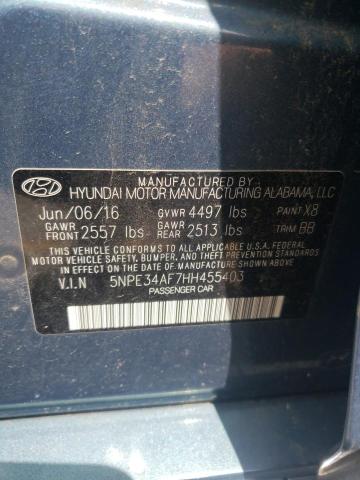 MANUFACTURED BY
HYUNDAI MOTOR MANUFACTURING ALABAMA, LLC
Jun/06/16 GVWR 4497 lbs PAINT X8
GAWR FRONT 2557 lbs GAWR REAR 2513 lbs TRIM BB
THIS VEHICLE CONFORMS TO ALL APPLICABLE U.S.A. FEDERAL
MOTOR VEHICLE SAFETY, BUMPER, AND THEFT PREVENTION STANDARDS
IN EFFECT ON THE DATE OF MANUFACTURE SHOWN ABOVE.
V.I.N 5NPE34AF7HH455403
PASSENGER CAR